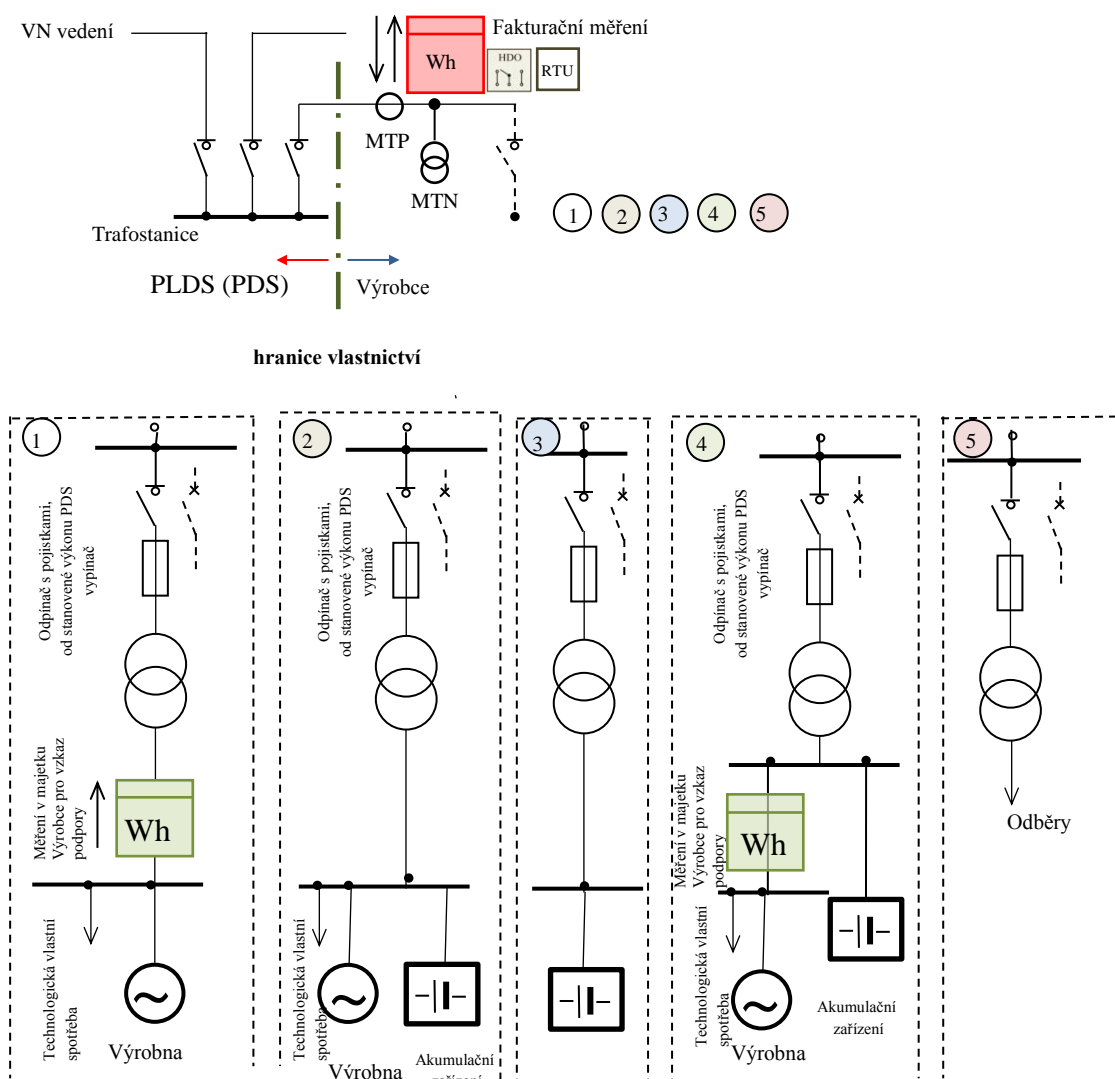 VN vedení
Fakturační měření
Wh
HDO
RTU
MTP
MTN
Trafostanice
1 2 3 4 5
PLDS (PDS)
Výrobce
hranice vlastnictví
1
Odpínač s pojistkami,
od stanovené výkonu PDS
vypínač
Měření v majetku
Výrobce pro vzkaz
podpory
Wh
Technologická vlastní
spotřeba
~
Výrobna
2
Odpínač s pojistkami,
od stanovené výkonu PDS
vypínač
Technologická vlastní
spotřeba
~
Výrobna
Akumulační
zařízení
3
4
Odpínač s pojistkami,
od stanovené výkonu PDS
vypínač
Měření v majetku
Výrobce pro vzkaz
podpory
Wh
Technologická vlastní
spotřeba
~
Výrobna
Akumulační
zařízení
5
Odběry